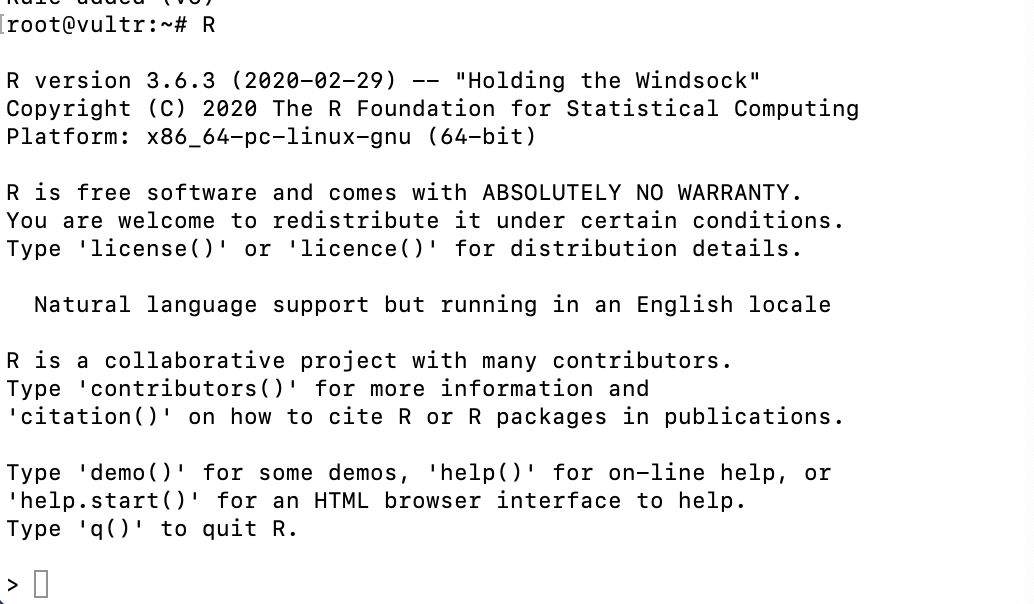 Rule added (v6)
root@vultr:~# R
R version 3.6.3 (2020-02-29) -- "Holding the Windsock"
Copyright (C) 2020 The R Foundation for Statistical Computing
Platform: x86_64-pc-linux-gnu (64-bit)
R is free software and comes with ABSOLUTELY NO WARRANTY.
You are welcome to redistribute it under certain conditions.
Type 'license()' or 'licence()' for distribution details.
  Natural language support but running in an English locale
R is a collaborative project with many contributors.
Type 'contributors()' for more information and
'citation()' on how to cite R or R packages in publications.
Type 'demo()' for some demos, 'help()' for on-line help, or
'help.start()' for an HTML browser interface to help.
Type 'q()' to quit R.
>